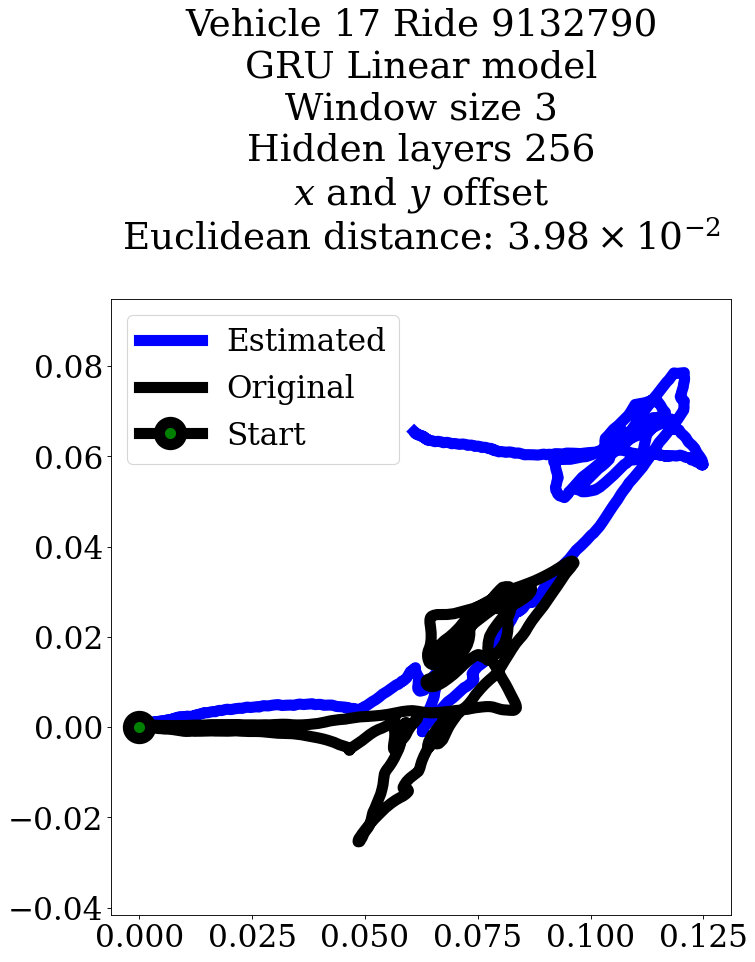 Vehicle 17 Ride 9132790
GRU Linear model
Window size 3
Hidden layers 256
x and y offset
Euclidean distance: 3.98 × 10⁻²
Estimated
Original
Start
0.08
0.06
0.04
0.02
0.00
−0.02
−0.04
0.000 0.025 0.050 0.075 0.100 0.125